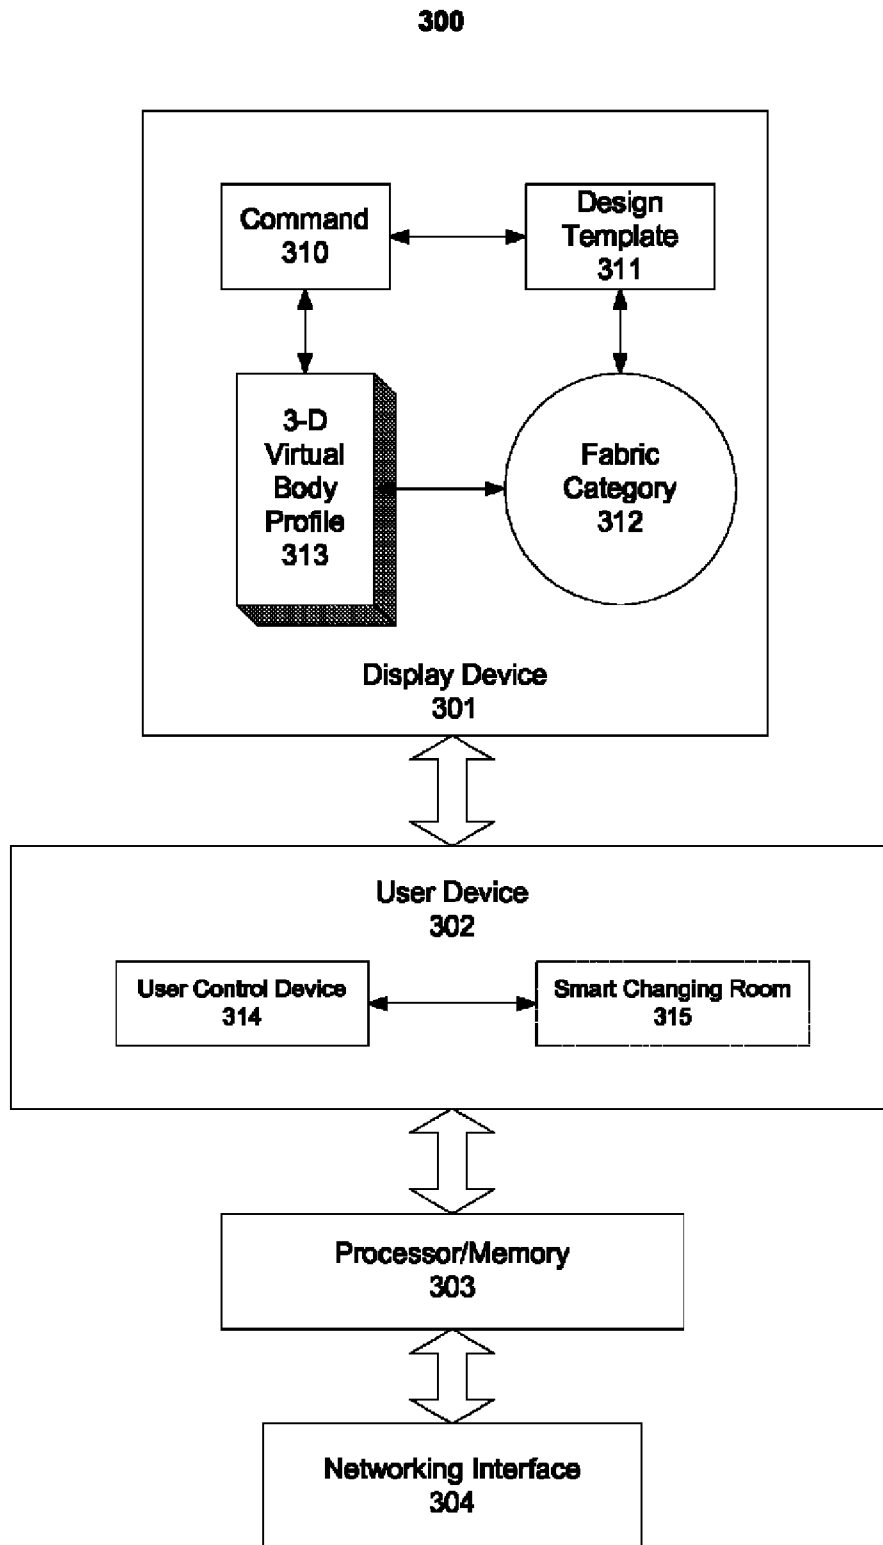 300
Command
310
Design
Template
311
3-D
Virtual
Body
Profile
313
Fabric
Category
312
Display Device
301
User Device
302
User Control Device
314
Smart Changing Room
315
Processor/Memory
303
Networking Interface
304